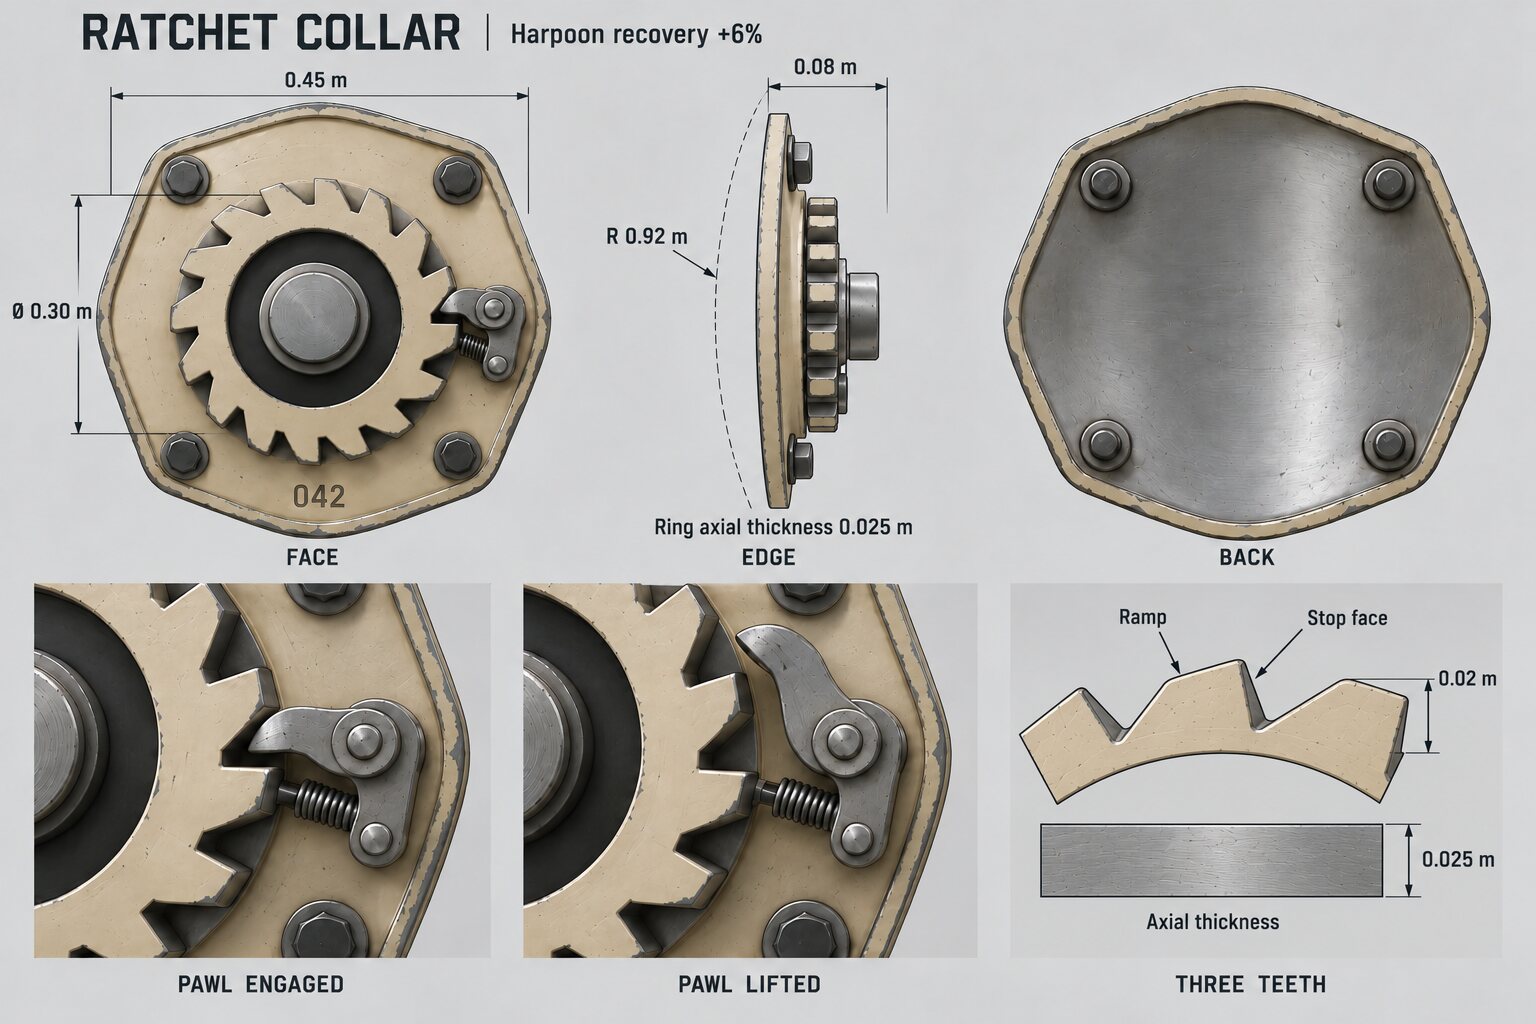 RATCHET COLLAR | Harpoon recovery +6%
0.45 m
0.08 m
R 0.92 m
Ø 0.30 m
042
Ring axial thickness 0.025 m
FACE
EDGE
BACK
Ramp
Stop face
0.02 m
0.025 m
Axial thickness
PAWL ENGAGED
PAWL LIFTED
THREE TEETH